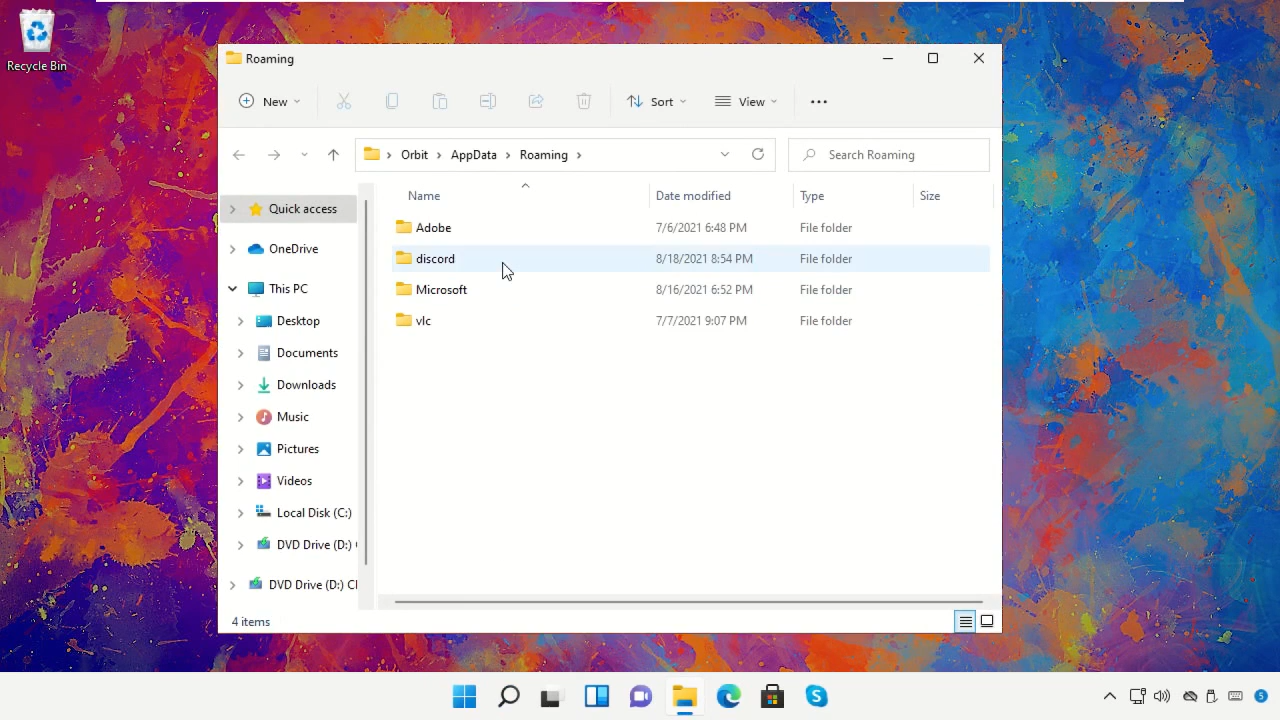 Recycle Bin
Roaming
New
Sort
View
Orbit
AppData
Roaming
Search Roaming
Name
Date modified
Type
Size
Adobe 7/6/2021 6:48 PM File folder
discord 8/18/2021 8:54 PM File folder
Microsoft 8/16/2021 6:52 PM File folder
vlc 7/7/2021 9:07 PM File folder
Quick access
OneDrive
This PC
Desktop
Documents
Downloads
Music
Pictures
Videos
Local Disk (C:)
DVD Drive (D:)
DVD Drive (D:)
4 items
5